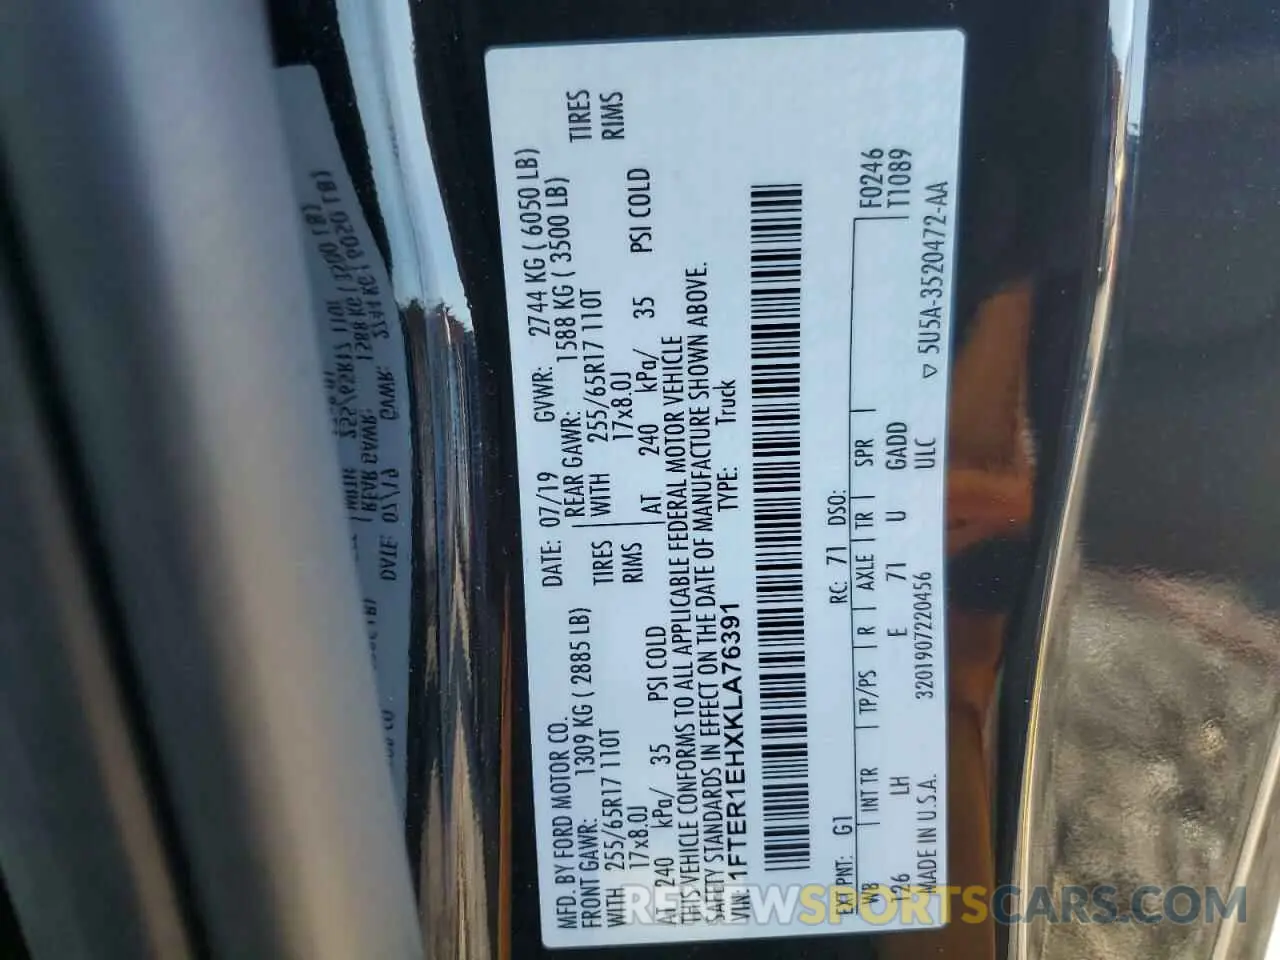 MFD. BY FORD MOTOR CO. DATE: 07/19 GVWR: 2744 KG ( 6050 LB)
FRONT GAWR: 1309 KG ( 2885 LB) REAR GAWR: 1588 KG ( 3500 LB)
WITH 255/65R17 110T TIRES WITH 255/65R17 110T TIRES
17x8.0J RIMS 17x8.0J RIMS
AT 240 kPa/ 35 PSI COLD AT 240 kPa/ 35 PSI COLD
THIS VEHICLE CONFORMS TO ALL APPLICABLE FEDERAL MOTOR VEHICLE
SAFETY STANDARDS IN EFFECT ON THE DATE OF MANUFACTURE SHOWN ABOVE.
VIN: 1FTER1EHXKLA76391 TYPE: Truck
EXT PNT: G1 RC: 71 DSO:
WB INT TR TP/PS R AXLE TR SPR F0246
126 LH E 71 U GADD T1089
MADE IN U.S.A. 3201907220456 ULC ▽ 5U5A-3520472-AA
RENEWSPORTSCARS.COM